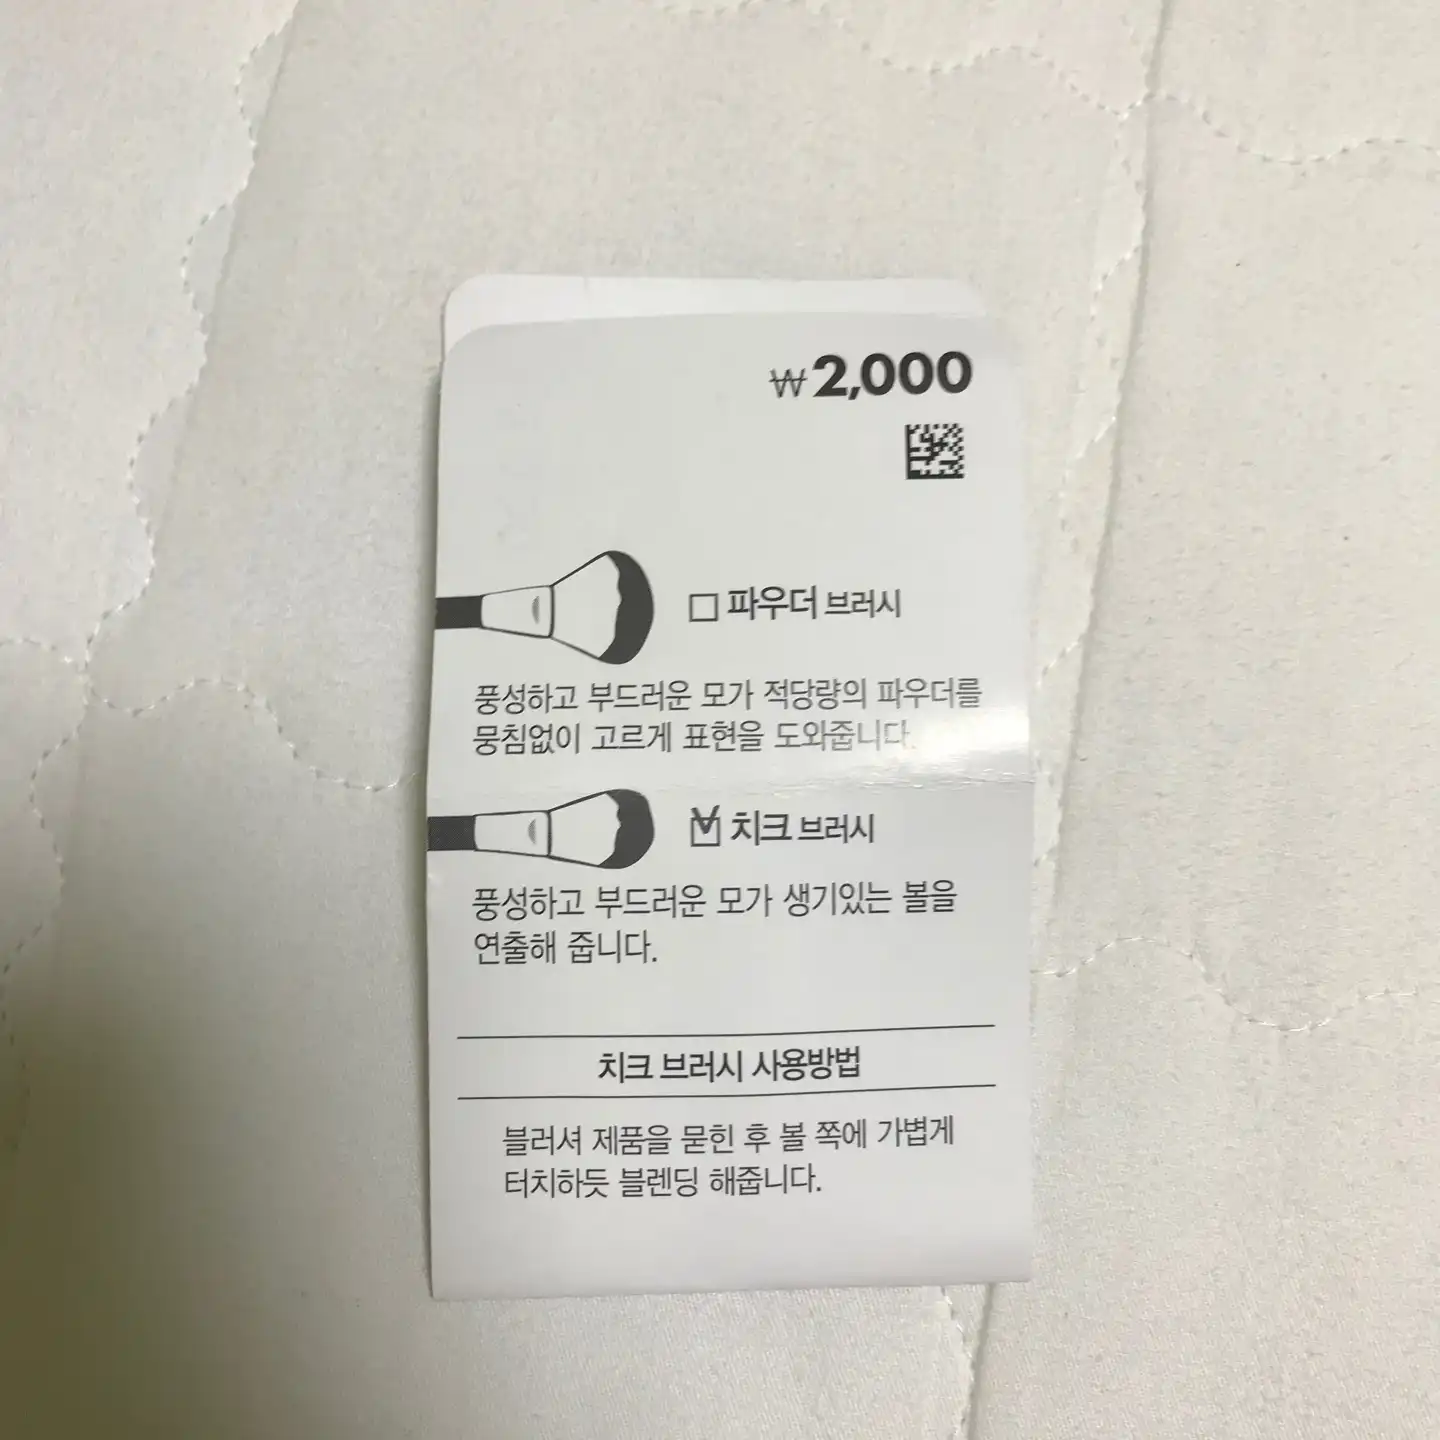 ₩2,000
파우더 브러시
풍성하고 부드러운 모가 적당량의 파우더를
뭉침없이 고르게 표현을 도와줍니다.
치크 브러시
풍성하고 부드러운 모가 생기있는 볼을
연출해 줍니다.
치크 브러시 사용방법
블러셔 제품을 묻힌 후 볼 쪽에 가볍게
터치하듯 블렌딩 해줍니다.